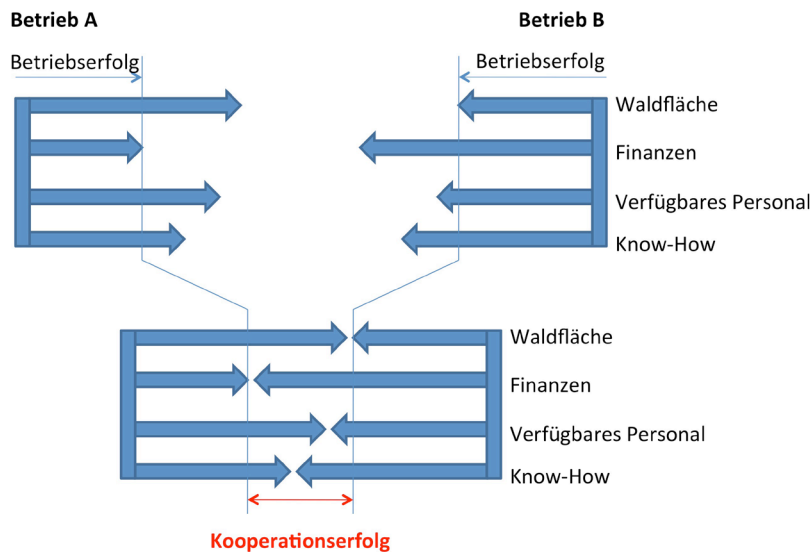 Betrieb A
Betrieb B
Betriebserfolg
Betriebserfolg
Waldfläche
Finanzen
Verfügbares Personal
Know-How
Waldfläche
Finanzen
Verfügbares Personal
Know-How
Kooperationserfolg